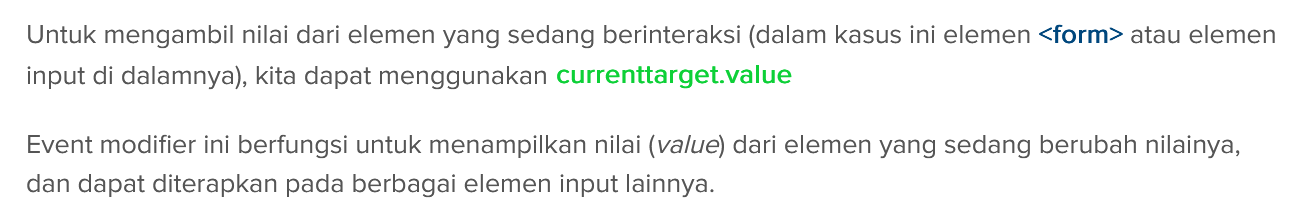 Untuk mengambil nilai dari elemen yang sedang berinteraksi (dalam kasus ini elemen <form> atau elemen
input di dalamnya), kita dapat menggunakan currenttarget.value
Event modifier ini berfungsi untuk menampilkan nilai (value) dari elemen yang sedang berubah nilainya,
dan dapat diterapkan pada berbagai elemen input lainnya.